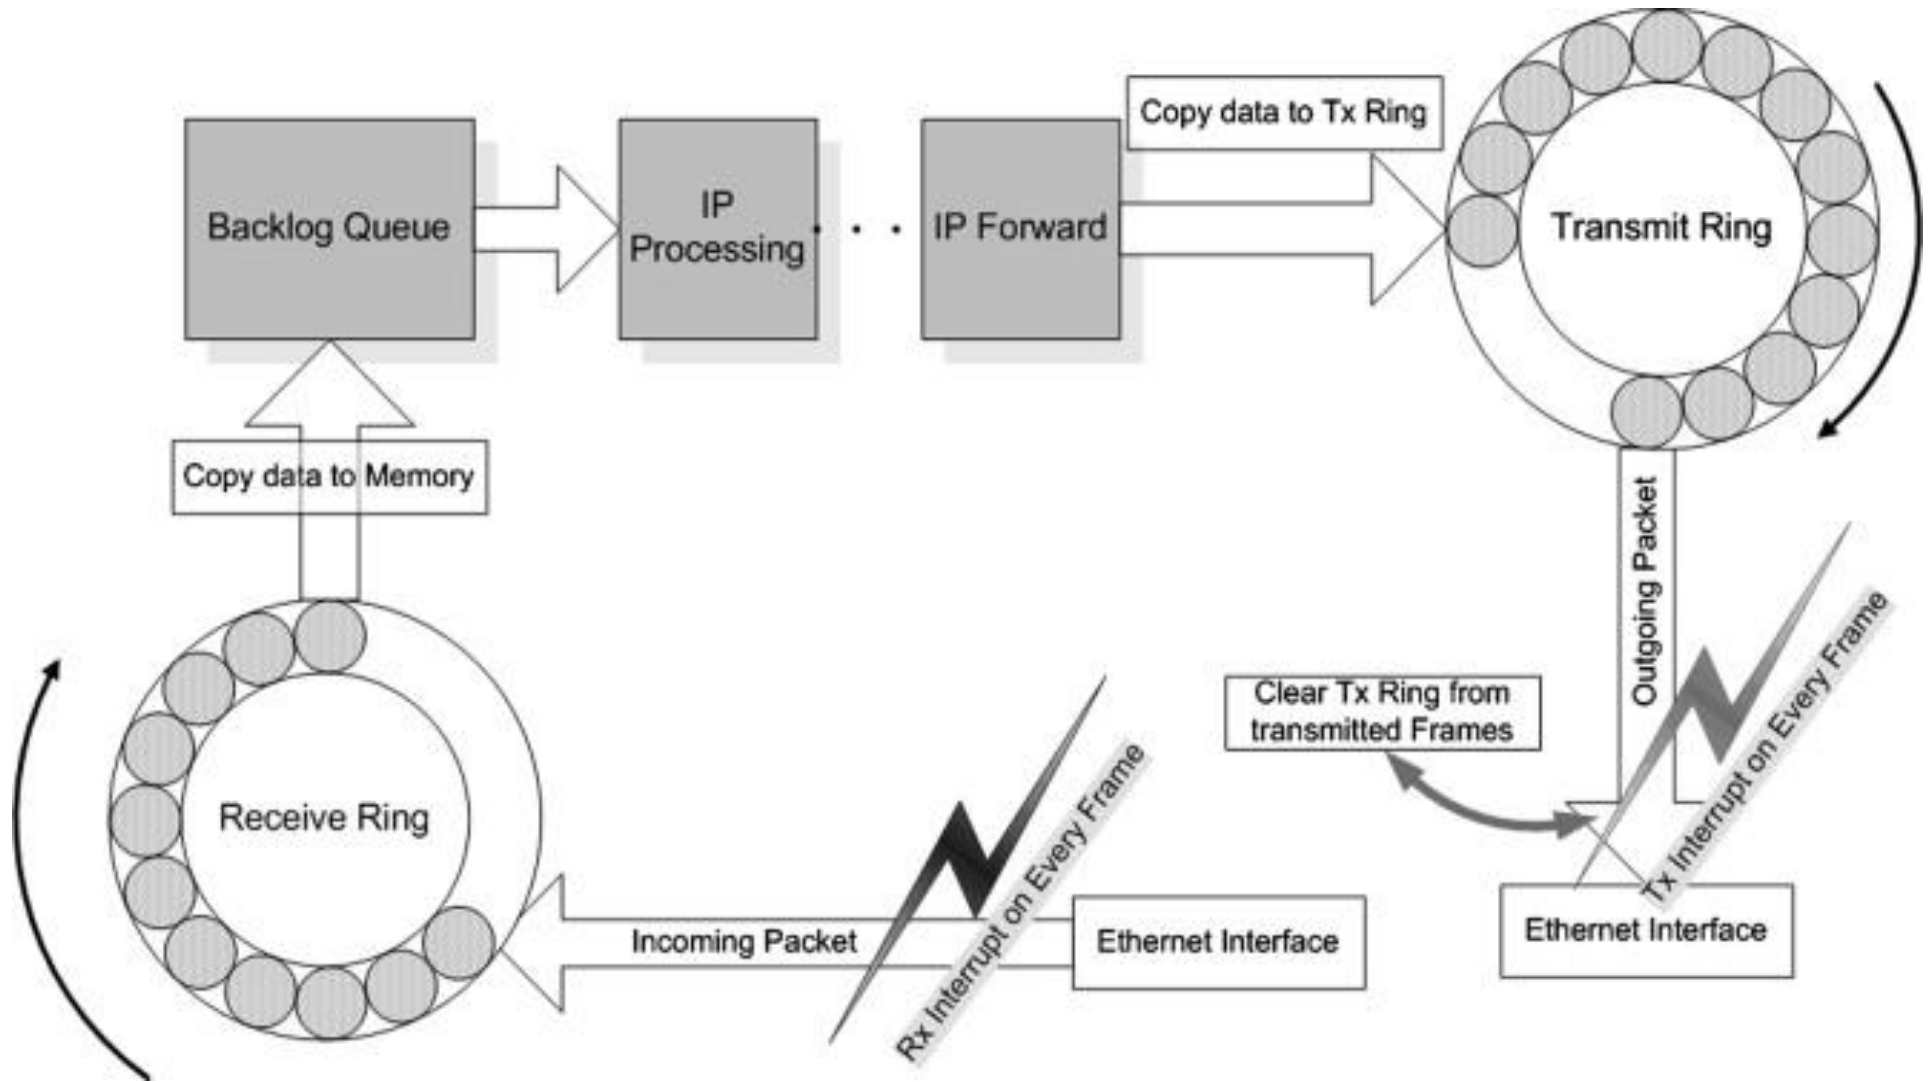 Copy data to Tx Ring
Backlog Queue
IP
Processing
IP Forward
Transmit Ring
Copy data to Memory
Outgoing Packet
Tx Interrupt on Every Frame
Clear Tx Ring from
transmitted Frames
Receive Ring
Rx Interrupt on Every Frame
Incoming Packet
Ethernet Interface
Ethernet Interface